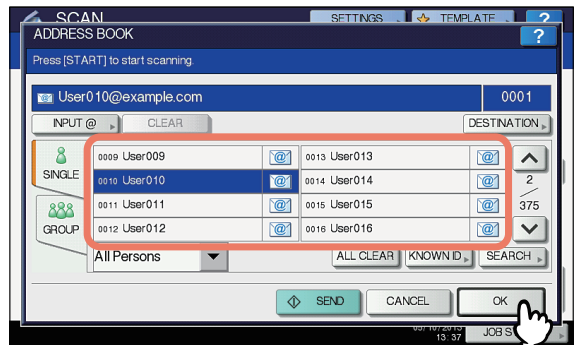 SCAN SETTINGS TEMPLATE ?
ADDRESS BOOK ?
Press [START] to start scanning.
User010@example.com 0001
INPUT @ CLEAR DESTINATION
SINGLE
GROUP
0009 User009
0010 User010
0011 User011
0012 User012
0013 User013
0014 User014
0015 User015
0016 User016
2
375
All Persons ALL CLEAR KNOWN ID SEARCH
SEND CANCEL OK
13:37 JOB S